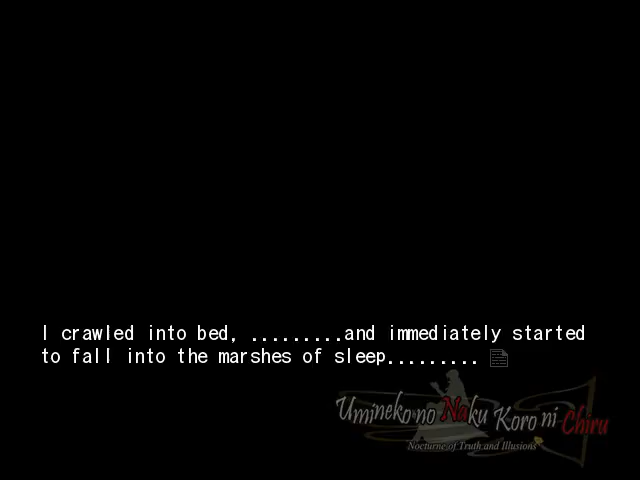 I crawled into bed, .........and immediately started
to fall into the marshes of sleep.........
Umineko no Naku Koro ni Chiru
Nocturne of Truth and Illusions